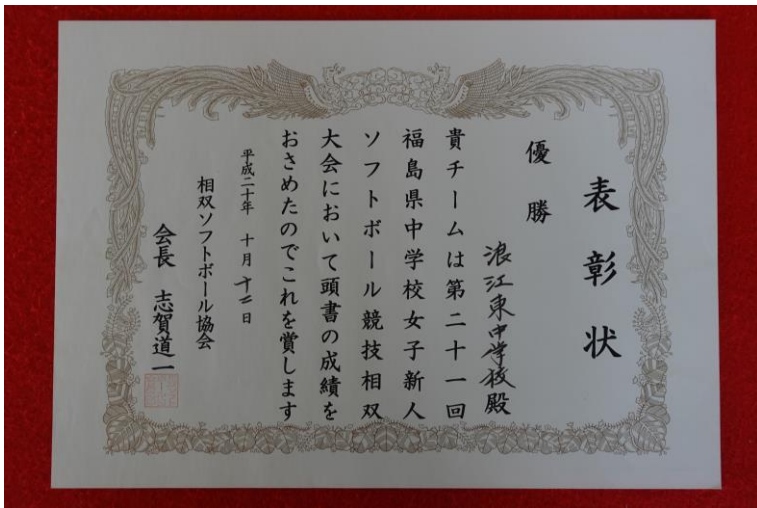 表彰状
優勝
浪江東中学校殿
貴チームは第二十一回
福島県中学校女子新人
ソフトボール競技相双
大会において頭書の成績を
おさめたのでこれを賞します
平成二十年 十月 十二日
相双ソフトボール協会
会長 志賀道一